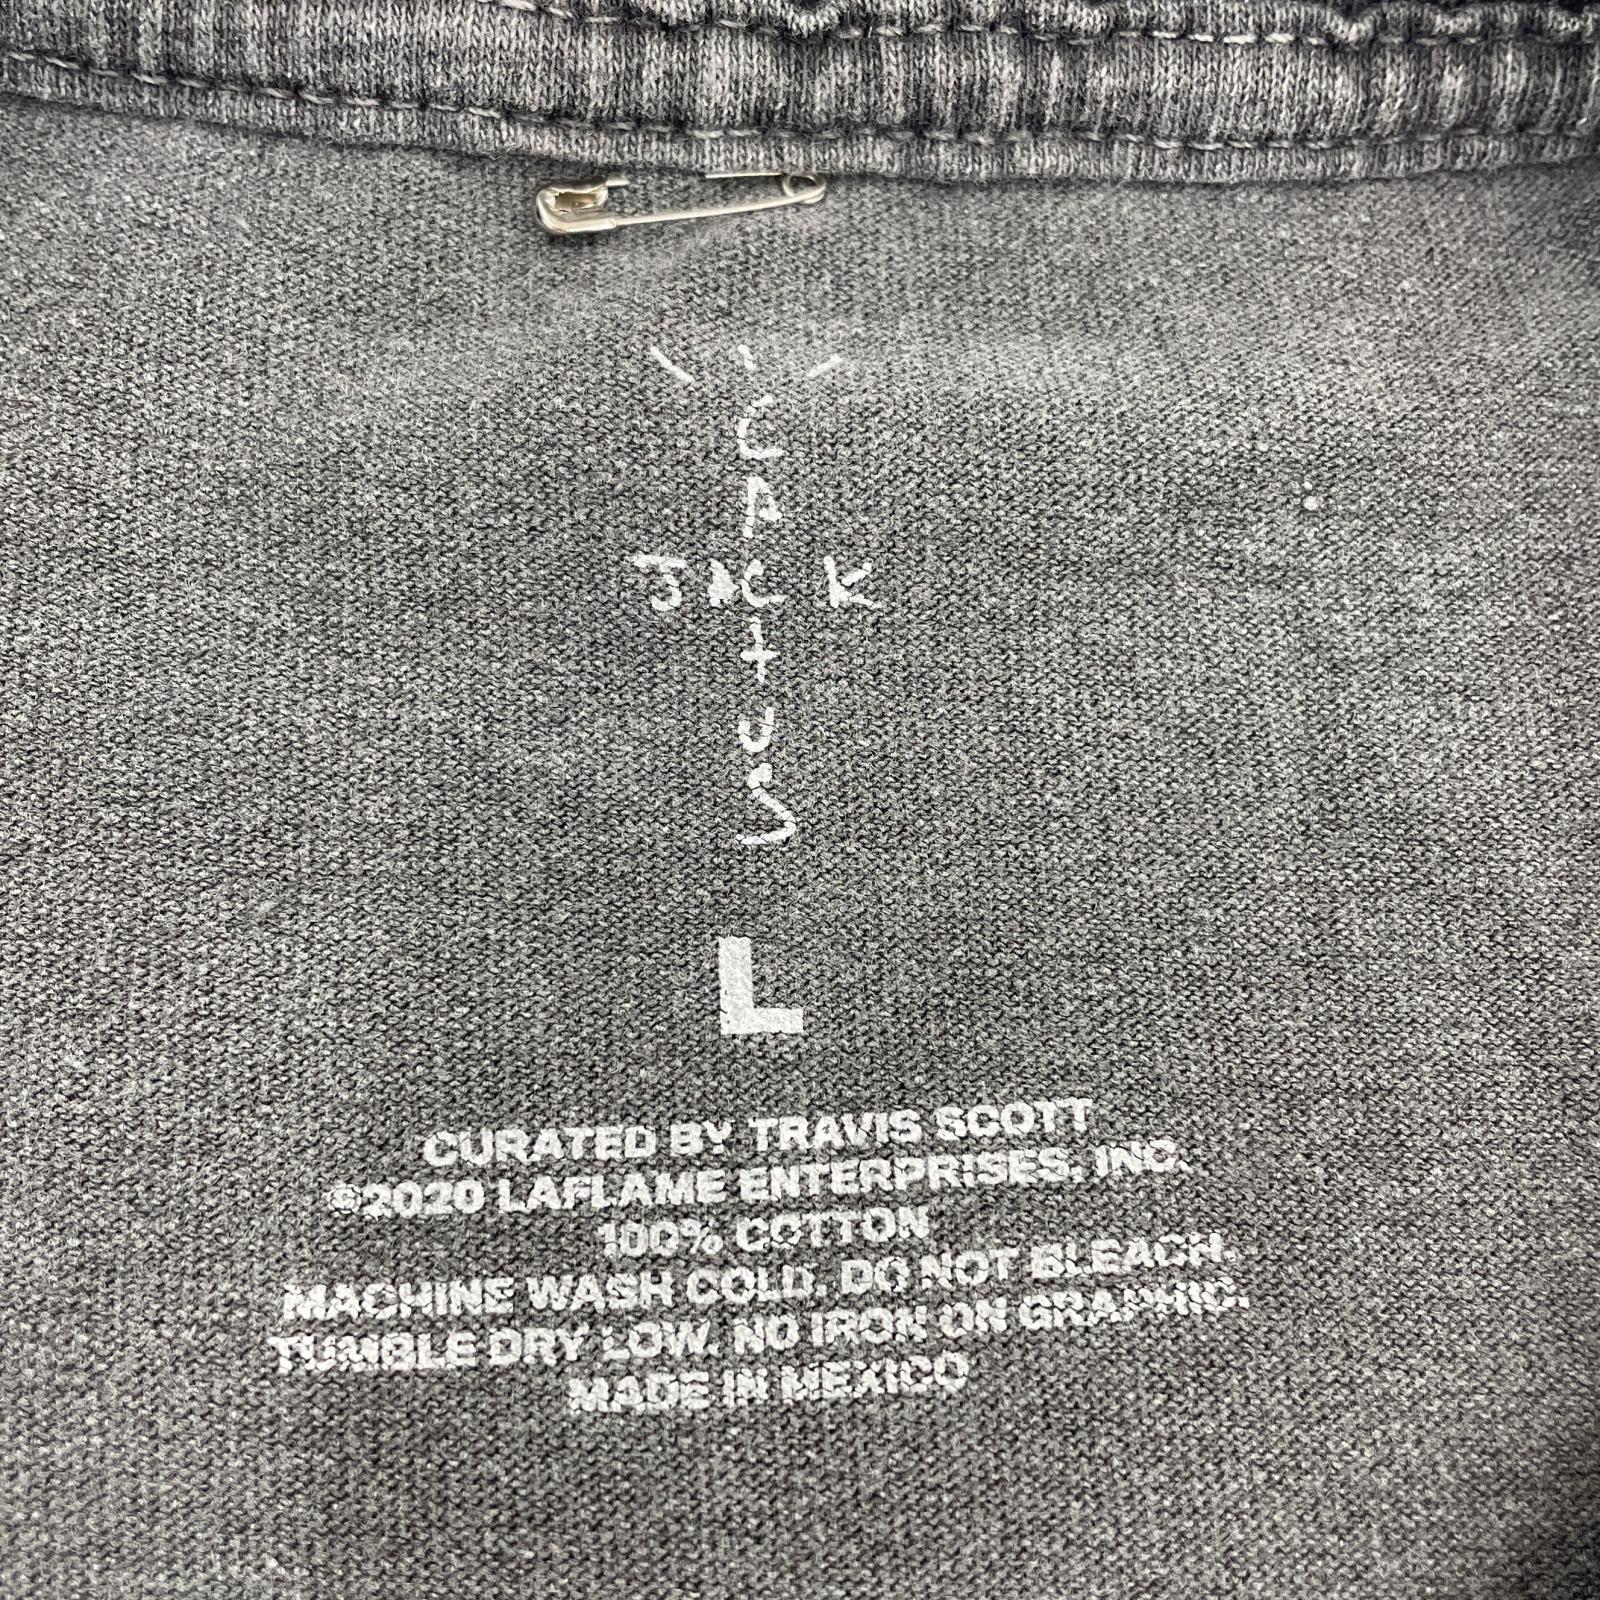 CACTUS
JACK
L
CURATED BY TRAVIS SCOTT
©2020 LAFLAME ENTERPRISES, INC.
100% COTTON
MACHINE WASH COLD. DO NOT BLEACH.
TUMBLE DRY LOW. NO IRON ON GRAPHIC.
MADE IN MEXICO